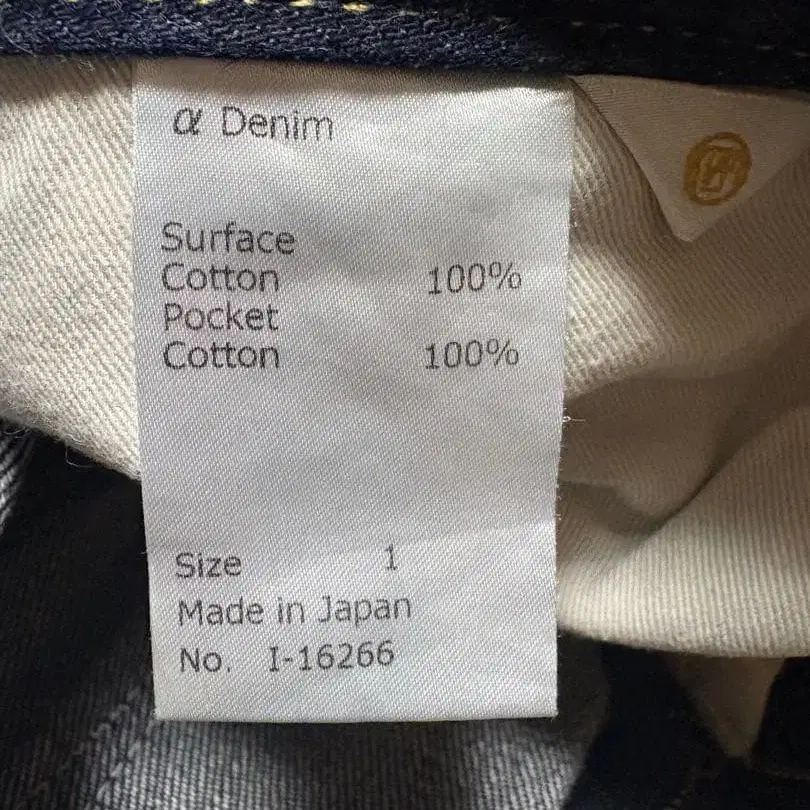 α Denim
Surface
Cotton 100%
Pocket
Cotton 100%
Size 1
Made in Japan
No. I-16266